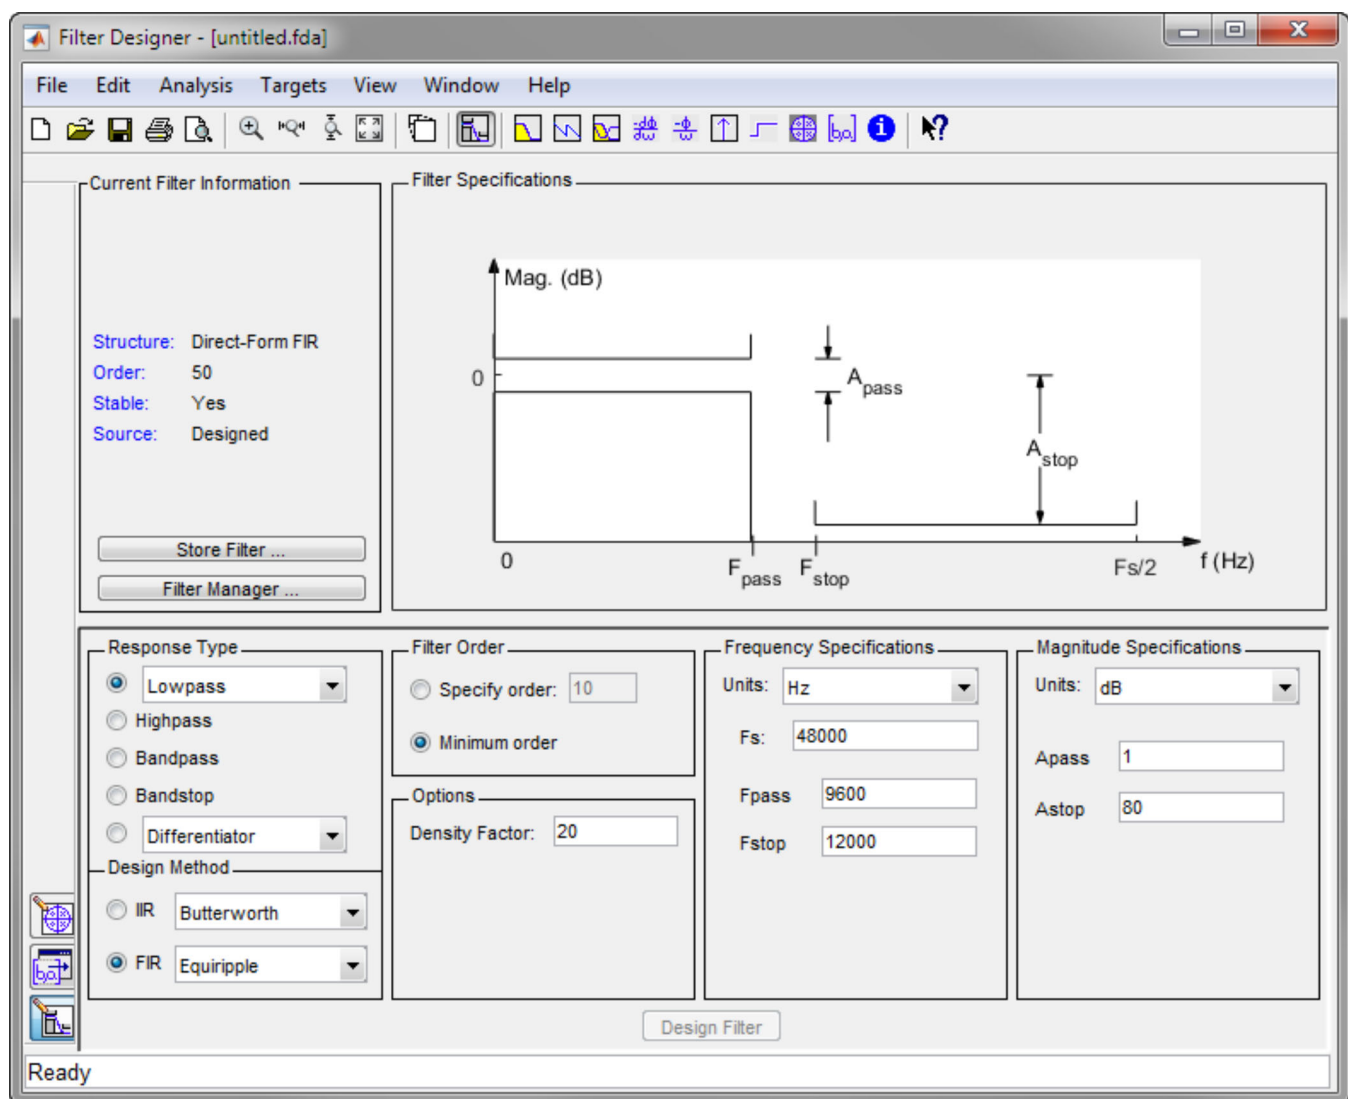 Filter Designer - [untitled.fda]
File Edit Analysis Targets View Window Help
Current Filter Information
Structure: Direct-Form FIR
Order: 50
Stable: Yes
Source: Designed
Store Filter ...
Filter Manager ...
Filter Specifications
Mag. (dB)
0
A pass
A stop
0
F pass
F stop
Fs/2
f (Hz)
Response Type
Lowpass
Highpass
Bandpass
Bandstop
Differentiator
Design Method
IIR Butterworth
FIR Equiripple
Filter Order
Specify order: 10
Minimum order
Options
Density Factor: 20
Frequency Specifications
Units: Hz
Fs: 48000
Fpass 9600
Fstop 12000
Magnitude Specifications
Units: dB
Apass 1
Astop 80
Design Filter
Ready